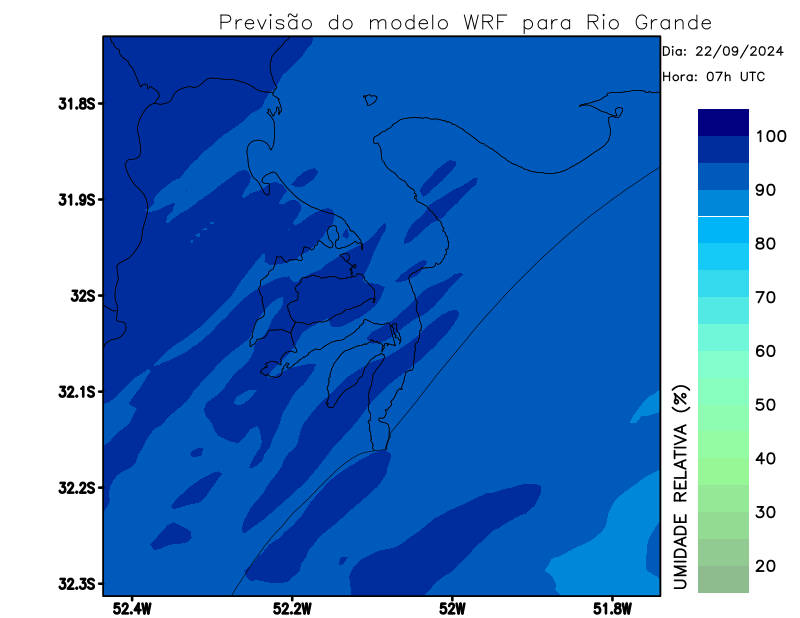 Previsão do modelo WRF para Rio Grande
Dia: 22/09/2024
Hora: 07h UTC
31.8S
31.9S
32S
32.1S
32.2S
32.3S
52.4W
52.2W
52W
51.8W
100
90
80
70
60
50
40
30
20
UMIDADE RELATIVA (%)